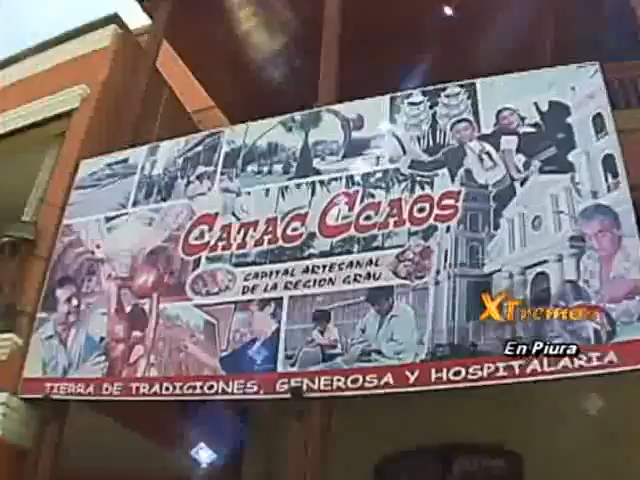 CATAC CCAOS
CAPITAL ARTESANAL
DE LA REGION GRAU
XTremos
En Piura
TIERRA DE TRADICIONES, GENEROSA Y HOSPITALARIA